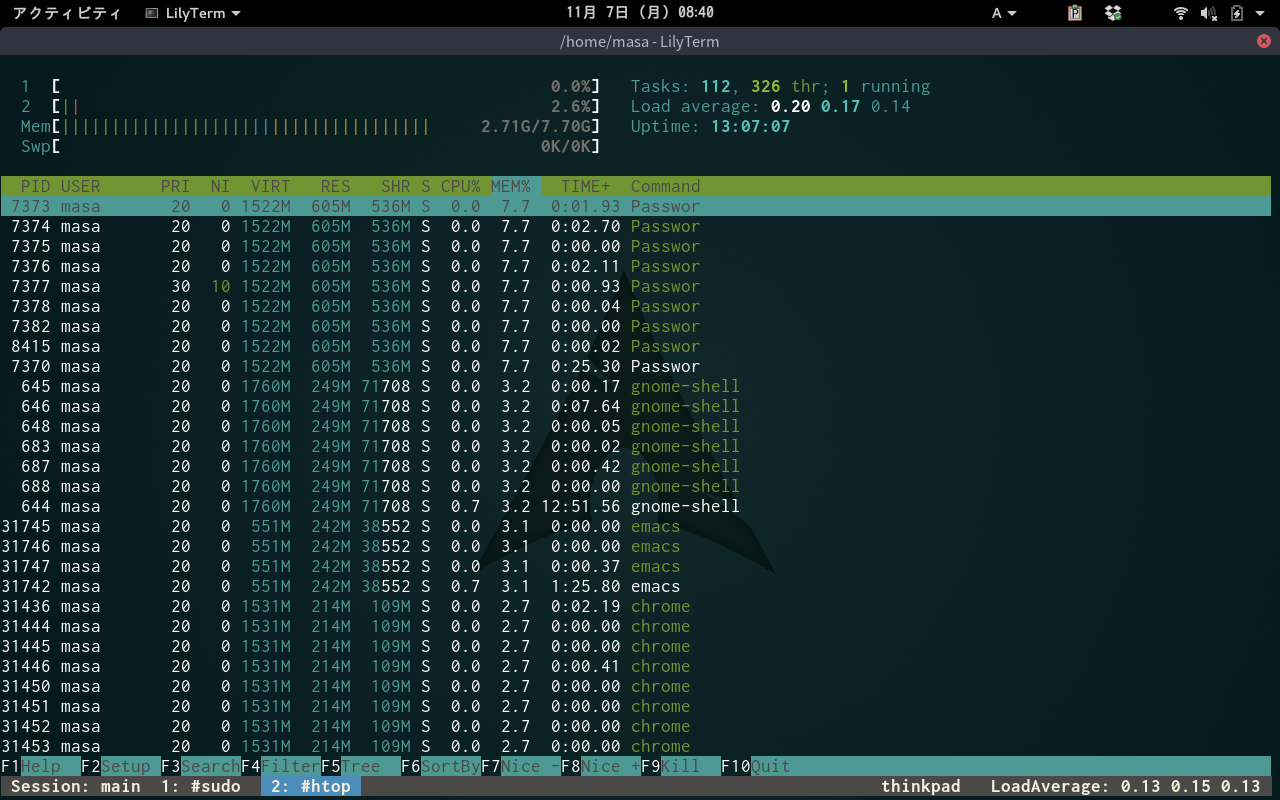 アクティビティ LilyTerm 11月 7日 (月) 08:40 A
/home/masa - LilyTerm
1 [ 0.0%] Tasks: 112, 326 thr; 1 running
2 [|| 2.6%] Load average: 0.20 0.17 0.14
Mem[||||||||||||||||||||||||||||||||||||| 2.71G/7.70G] Uptime: 13:07:07
Swp[ 0K/0K]
PID USER PRI NI VIRT RES SHR S CPU% MEM% TIME+ Command
7373 masa 20 0 1522M 605M 536M S 0.0 7.7 0:01.93 Passwor
7374 masa 20 0 1522M 605M 536M S 0.0 7.7 0:02.70 Passwor
7375 masa 20 0 1522M 605M 536M S 0.0 7.7 0:00.00 Passwor
7376 masa 20 0 1522M 605M 536M S 0.0 7.7 0:02.11 Passwor
7377 masa 30 10 1522M 605M 536M S 0.0 7.7 0:00.93 Passwor
7378 masa 20 0 1522M 605M 536M S 0.0 7.7 0:00.04 Passwor
7382 masa 20 0 1522M 605M 536M S 0.0 7.7 0:00.00 Passwor
8415 masa 20 0 1522M 605M 536M S 0.0 7.7 0:00.02 Passwor
7370 masa 20 0 1522M 605M 536M S 0.0 7.7 0:25.30 Passwor
645 masa 20 0 1760M 249M 71708 S 0.0 3.2 0:00.17 gnome-shell
646 masa 20 0 1760M 249M 71708 S 0.0 3.2 0:07.64 gnome-shell
648 masa 20 0 1760M 249M 71708 S 0.0 3.2 0:00.05 gnome-shell
683 masa 20 0 1760M 249M 71708 S 0.0 3.2 0:00.02 gnome-shell
687 masa 20 0 1760M 249M 71708 S 0.0 3.2 0:00.42 gnome-shell
688 masa 20 0 1760M 249M 71708 S 0.0 3.2 0:00.00 gnome-shell
644 masa 20 0 1760M 249M 71708 S 0.7 3.2 12:51.56 gnome-shell
31745 masa 20 0 551M 242M 38552 S 0.0 3.1 0:00.00 emacs
31746 masa 20 0 551M 242M 38552 S 0.0 3.1 0:00.00 emacs
31747 masa 20 0 551M 242M 38552 S 0.0 3.1 0:00.37 emacs
31742 masa 20 0 551M 242M 38552 S 0.7 3.1 1:25.80 emacs
31436 masa 20 0 1531M 214M 109M S 0.0 2.7 0:02.19 chrome
31444 masa 20 0 1531M 214M 109M S 0.0 2.7 0:00.00 chrome
31445 masa 20 0 1531M 214M 109M S 0.0 2.7 0:00.00 chrome
31446 masa 20 0 1531M 214M 109M S 0.0 2.7 0:00.41 chrome
31450 masa 20 0 1531M 214M 109M S 0.0 2.7 0:00.00 chrome
31451 masa 20 0 1531M 214M 109M S 0.0 2.7 0:00.00 chrome
31452 masa 20 0 1531M 214M 109M S 0.0 2.7 0:00.00 chrome
31453 masa 20 0 1531M 214M 109M S 0.0 2.7 0:00.00 chrome
F1Help F2Setup F3SearchF4FilterF5Tree F6SortByF7Nice -F8Nice +F9Kill F10Quit
Session: main 1: #sudo 2: #htop thinkpad LoadAverage: 0.13 0.15 0.13